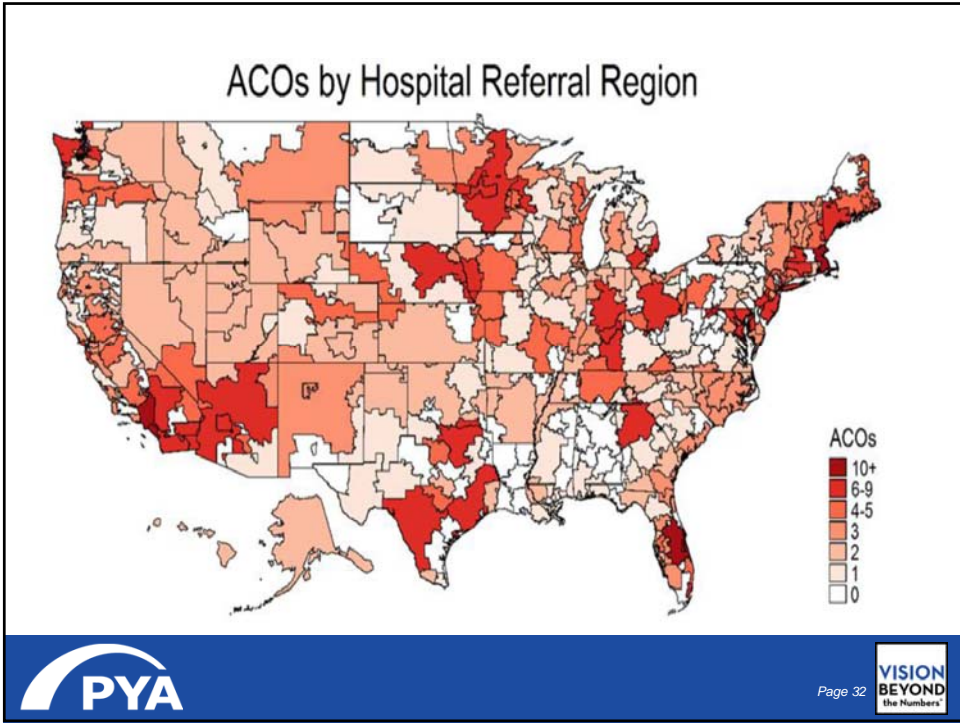 ACOs by Hospital Referral Region
ACOs
10+
6-9
4-5
3
2
1
0
PYA
Page 32
VISION
BEYOND
the Numbers®